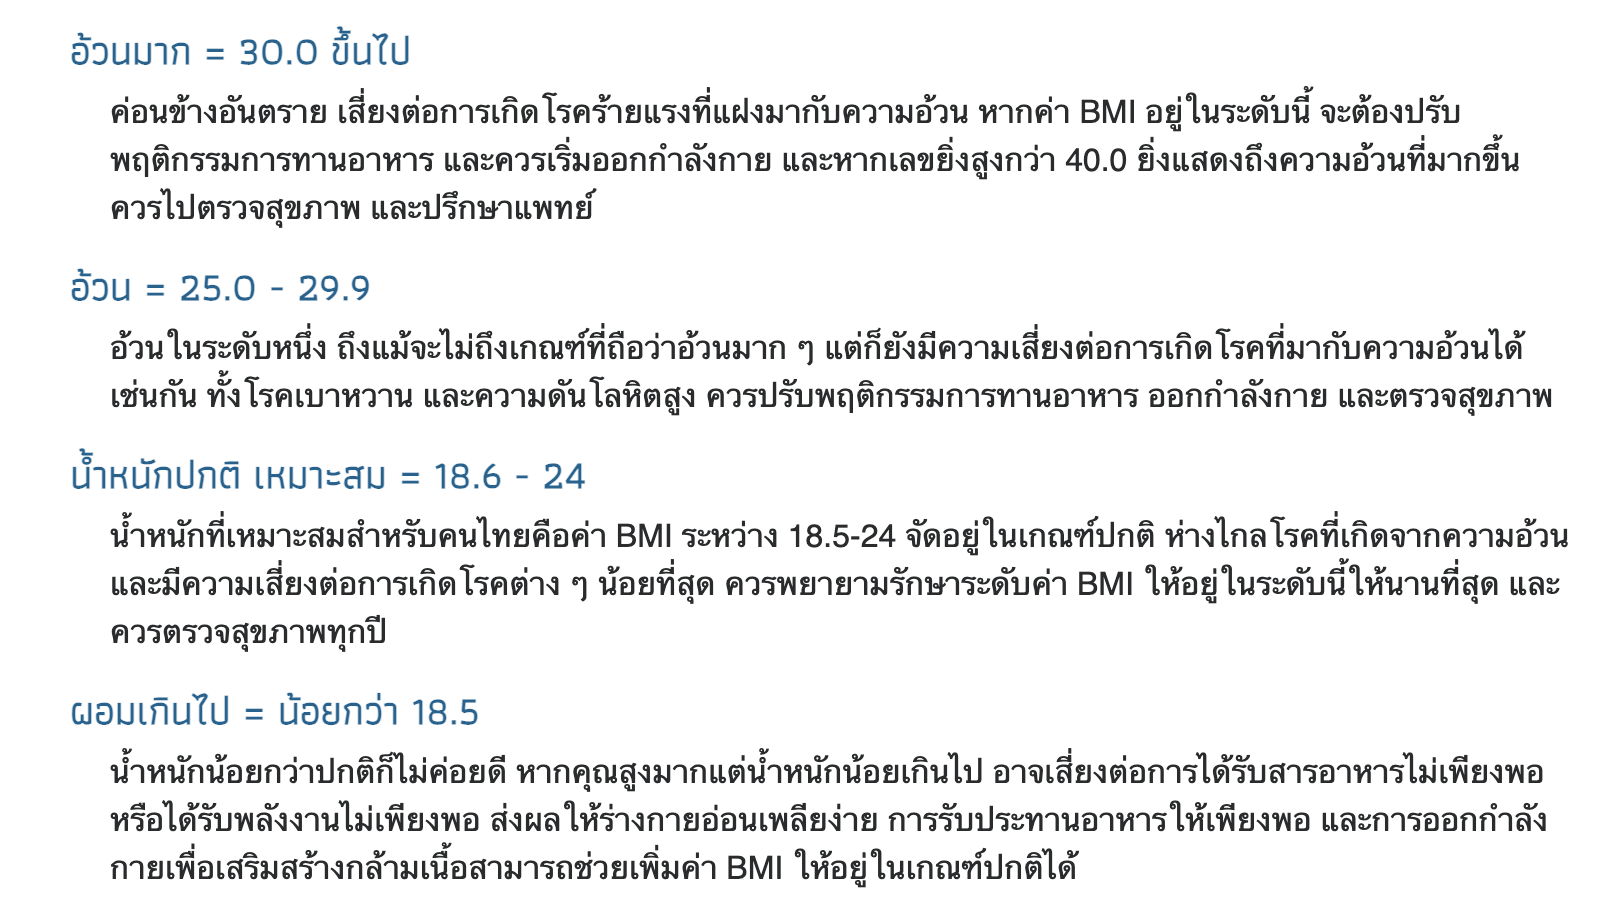 อ้วนมาก = 30.0 ขึ้นไป
ค่อนข้างอันตราย เสี่ยงต่อการเกิดโรคร้ายแรงที่แฝงมากับความอ้วน หากค่า BMI อยู่ในระดับนี้ จะต้องปรับ
พฤติกรรมการทานอาหาร และควรเริ่มออกกำลังกาย และหากเลขยิ่งสูงกว่า 40.0 ยิ่งแสดงถึงความอ้วนที่มากขึ้น
ควรไปตรวจสุขภาพ และปรึกษาแพทย์
อ้วน = 25.0 - 29.9
อ้วนในระดับหนึ่ง ถึงแม้จะไม่ถึงเกณฑ์ที่ถือว่าอ้วนมาก ๆ แต่ก็ยังมีความเสี่ยงต่อการเกิดโรคที่มากับความอ้วนได้
เช่นกัน ทั้งโรคเบาหวาน และความดันโลหิตสูง ควรปรับพฤติกรรมการทานอาหาร ออกกำลังกาย และตรวจสุขภาพ
น้ำหนักปกติ เหมาะสม = 18.6 - 24
น้ำหนักที่เหมาะสมสำหรับคนไทยคือค่า BMI ระหว่าง 18.5-24 จัดอยู่ในเกณฑ์ปกติ ห่างไกลโรคที่เกิดจากความอ้วน
และมีความเสี่ยงต่อการเกิดโรคต่าง ๆ น้อยที่สุด ควรพยายามรักษาระดับค่า BMI ให้อยู่ในระดับนี้ให้นานที่สุด และ
ควรตรวจสุขภาพทุกปี
ผอมเกินไป = น้อยกว่า 18.5
น้ำหนักน้อยกว่าปกติก็ไม่ค่อยดี หากคุณสูงมากแต่น้ำหนักน้อยเกินไป อาจเสี่ยงต่อการได้รับสารอาหารไม่เพียงพอ
หรือได้รับพลังงานไม่เพียงพอ ส่งผลให้ร่างกายอ่อนเพลียง่าย การรับประทานอาหารให้เพียงพอ และการออกกำลัง
กายเพื่อเสริมสร้างกล้ามเนื้อสามารถช่วยเพิ่มค่า BMI ให้อยู่ในเกณฑ์ปกติได้